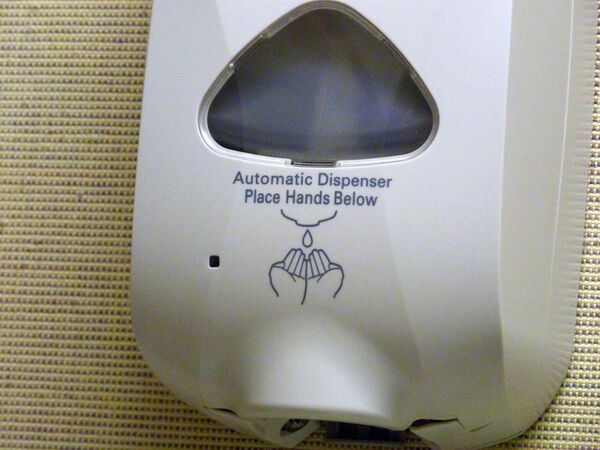 Automatic Dispenser
Place Hands Below